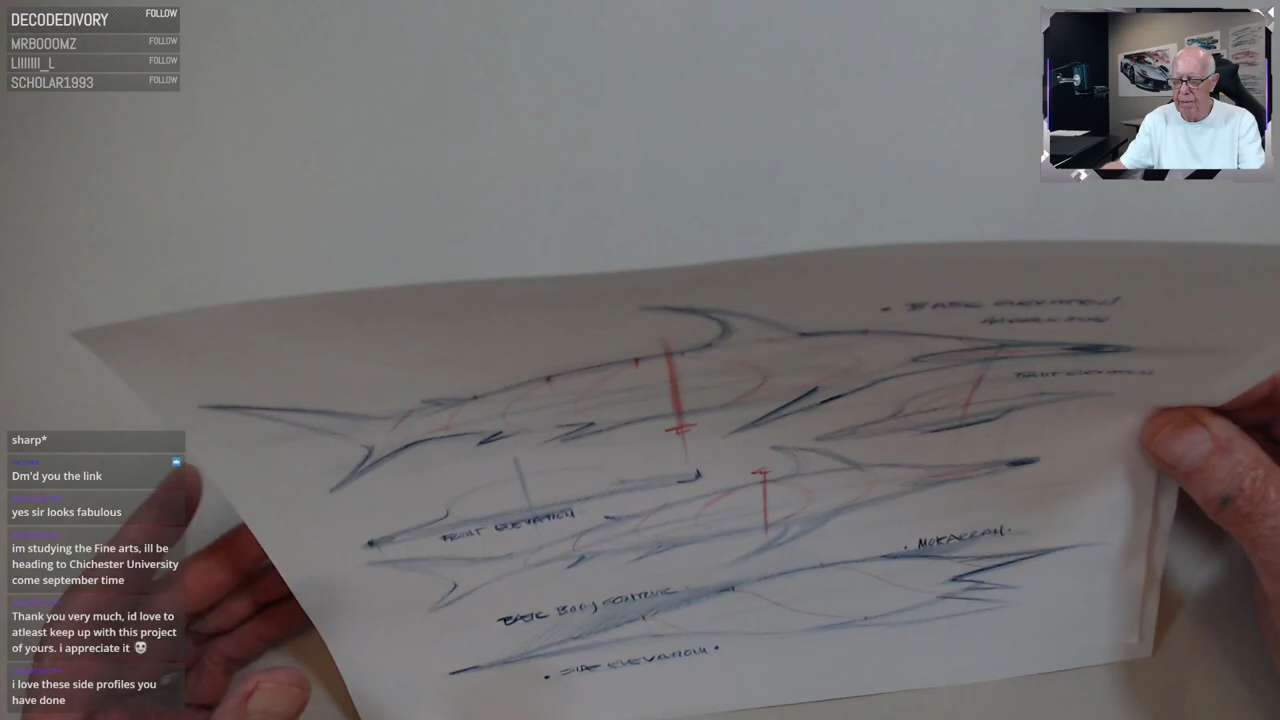 DECODEDIVORY FOLLOW
MRBOOOMZ FOLLOW
LIIIIIII_L FOLLOW
SCHOLAR1993 FOLLOW
sharp*
Dm'd you the link
yes sir looks fabulous
im studying the Fine arts, ill be
heading to Chichester University
come september time
Thank you very much, id love to
atleast keep up with this project
of yours. i appreciate it
i love these side profiles you
have done
• BASIC ELEVATION
FRONT ELEVATION
FRONT ELEVATION
BASIC BODY CONTOUR